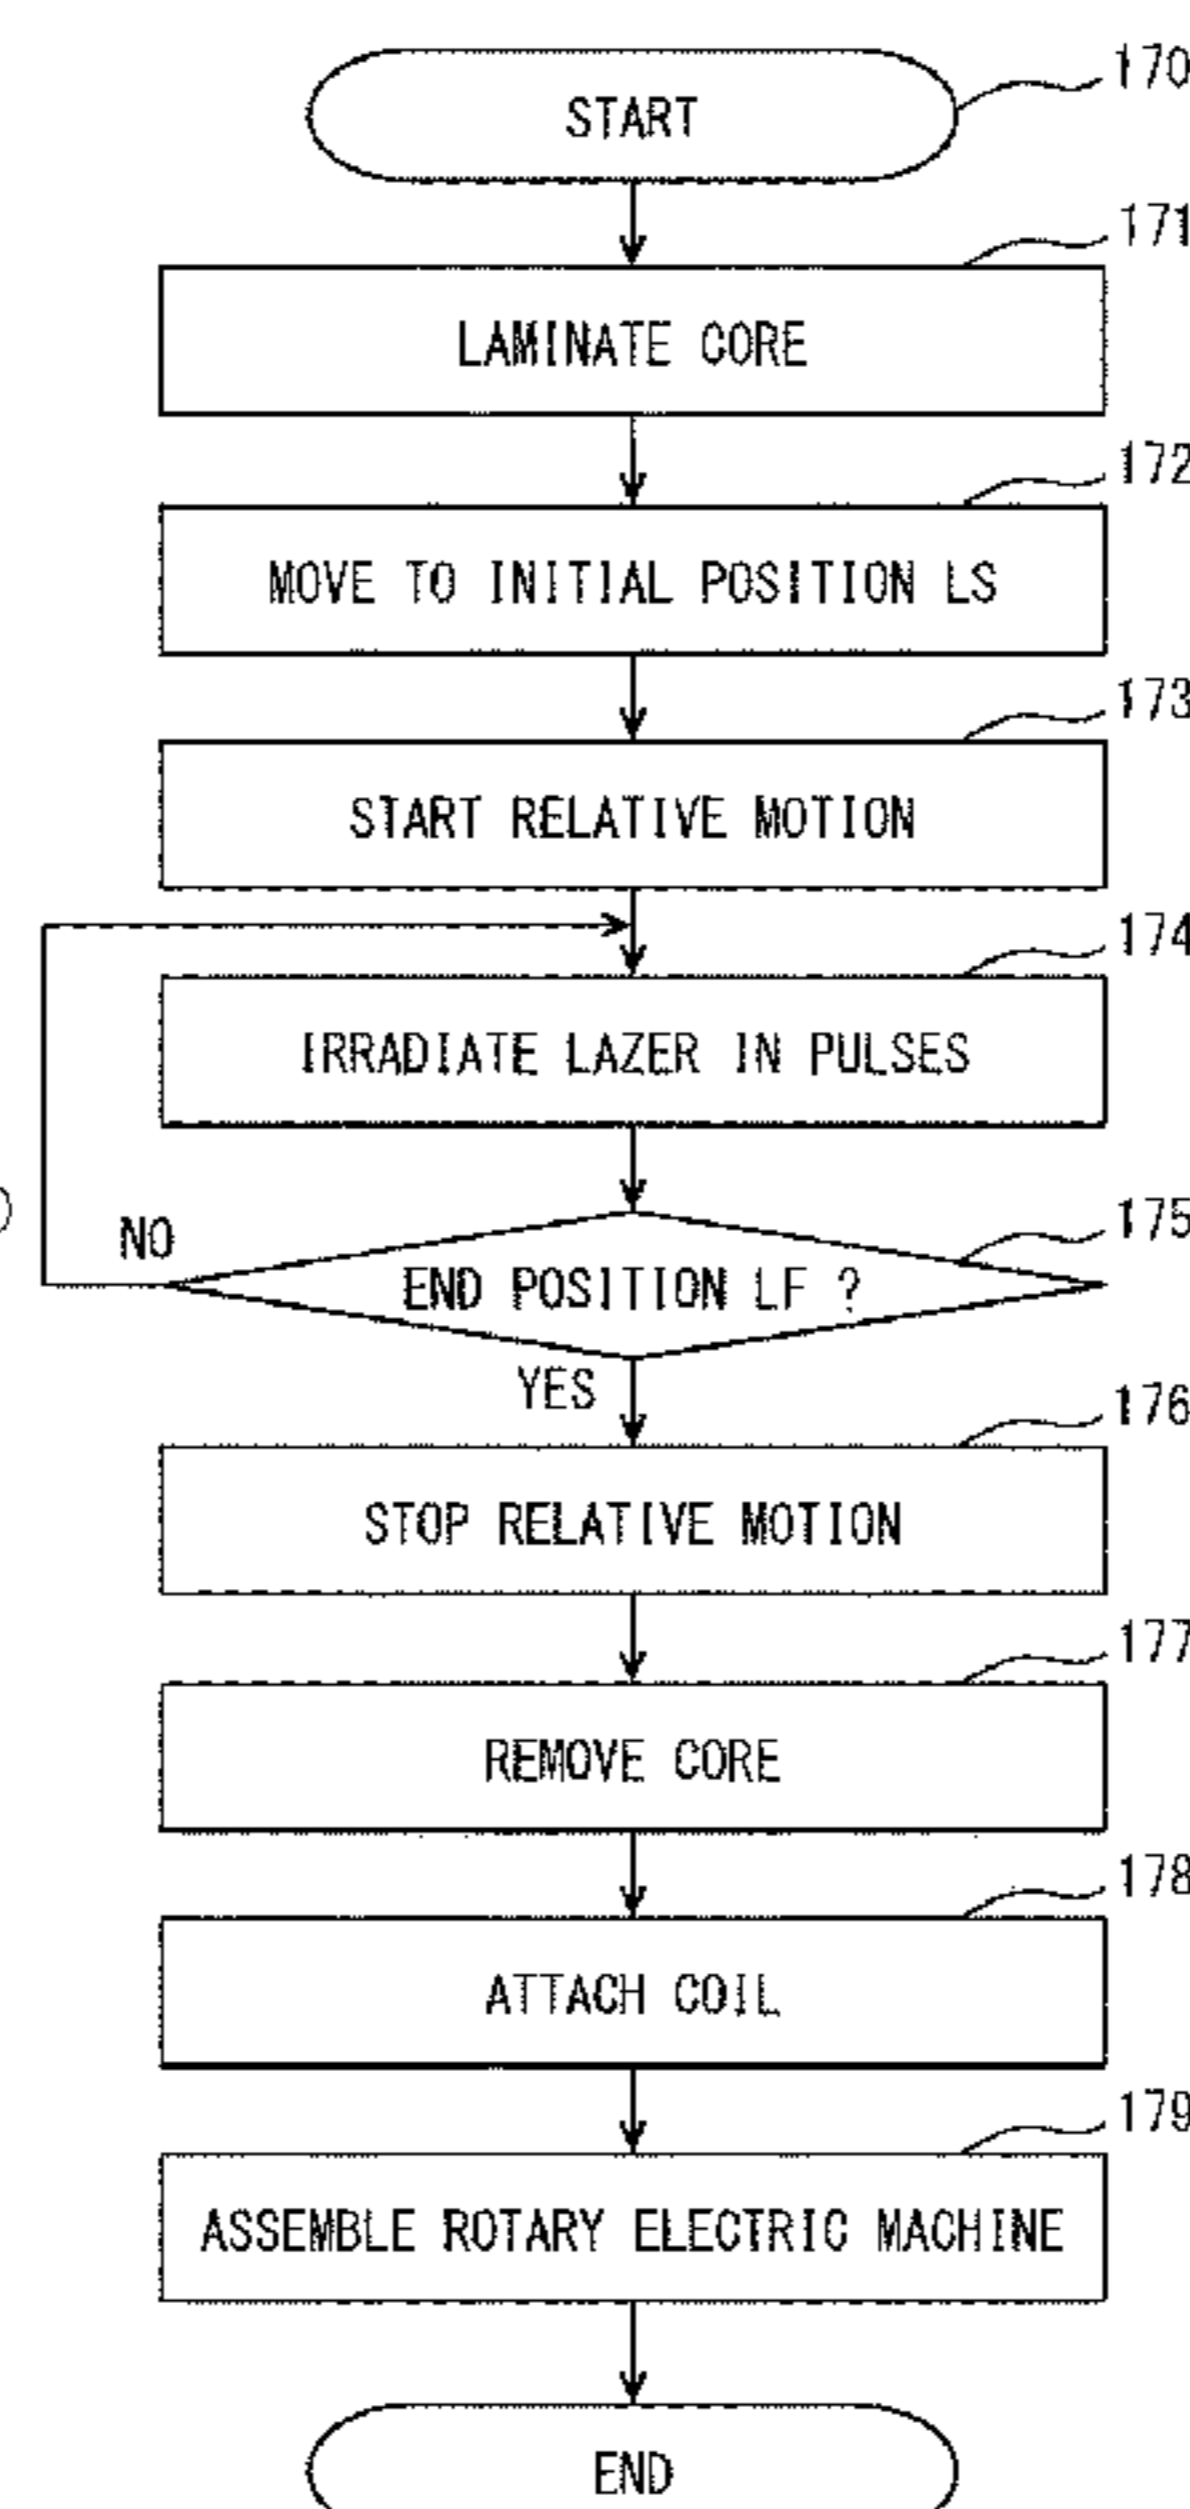 START
170
171
LAMINATE CORE
172
MOVE TO INITIAL POSITION LS
173
START RELATIVE MOTION
174
IRRADIATE LAZER IN PULSES
175
NO
END POSITION LF ?
YES
176
STOP RELATIVE MOTION
177
REMOVE CORE
178
ATTACH COIL
179
ASSEMBLE ROTARY ELECTRIC MACHINE
END